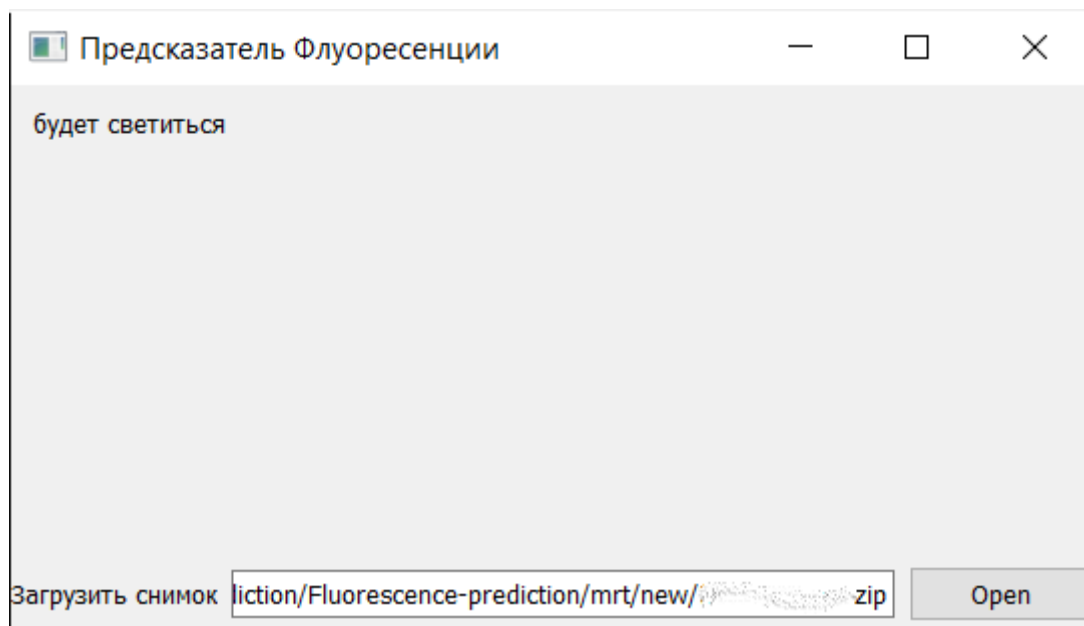 Предсказатель Флуоресенции
будет светиться
Загрузить снимок liction/Fluorescence-prediction/mrt/new/ zip Open